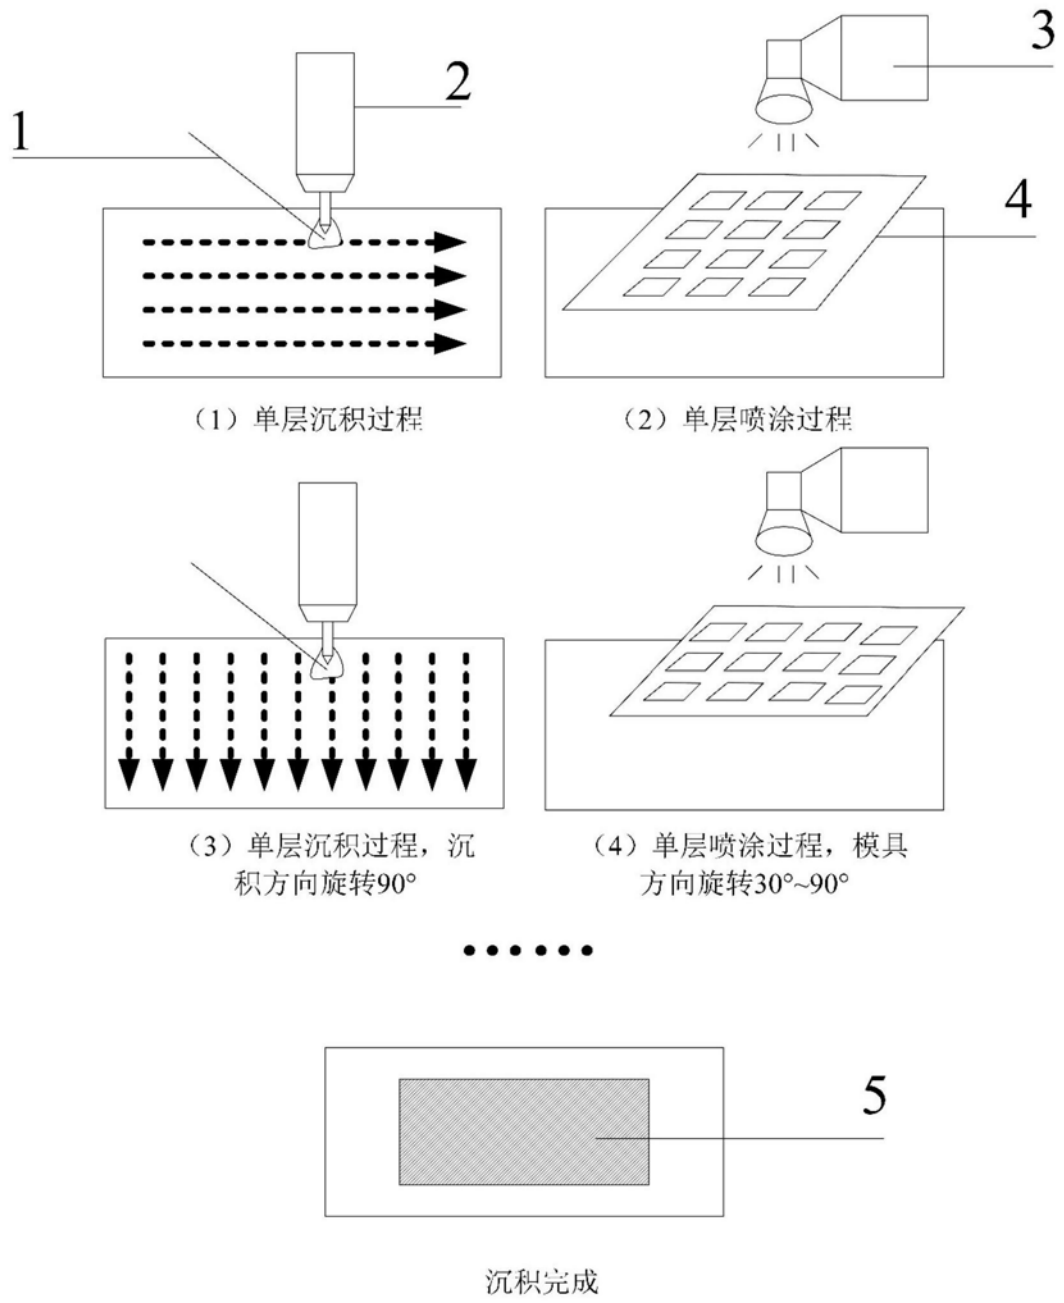 1
2
3
4
（1）单层沉积过程
（2）单层喷涂过程
（3）单层沉积过程，沉
积方向旋转90°
（4）单层喷涂过程，模具
方向旋转30°~90°
······
5
沉积完成